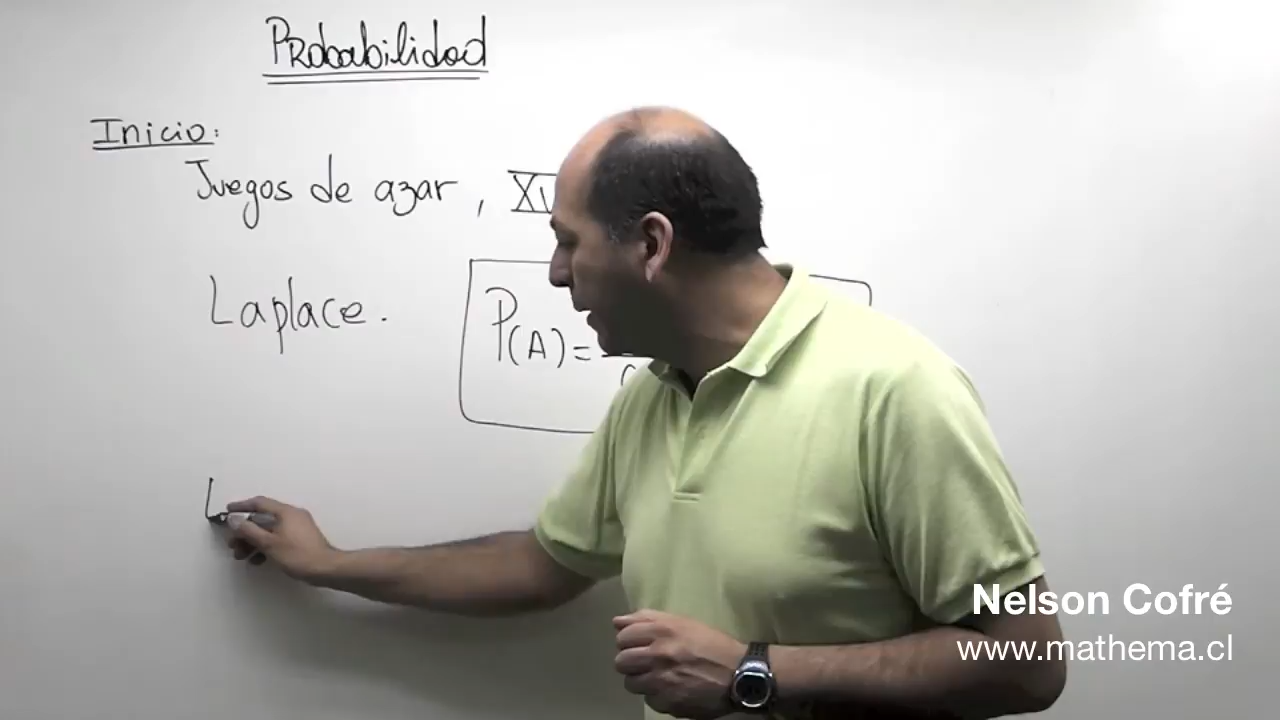 Probabilidad
Inicio:
Juegos de azar,
Laplace.
P(A)=
Nelson Cofré
www.mathema.cl